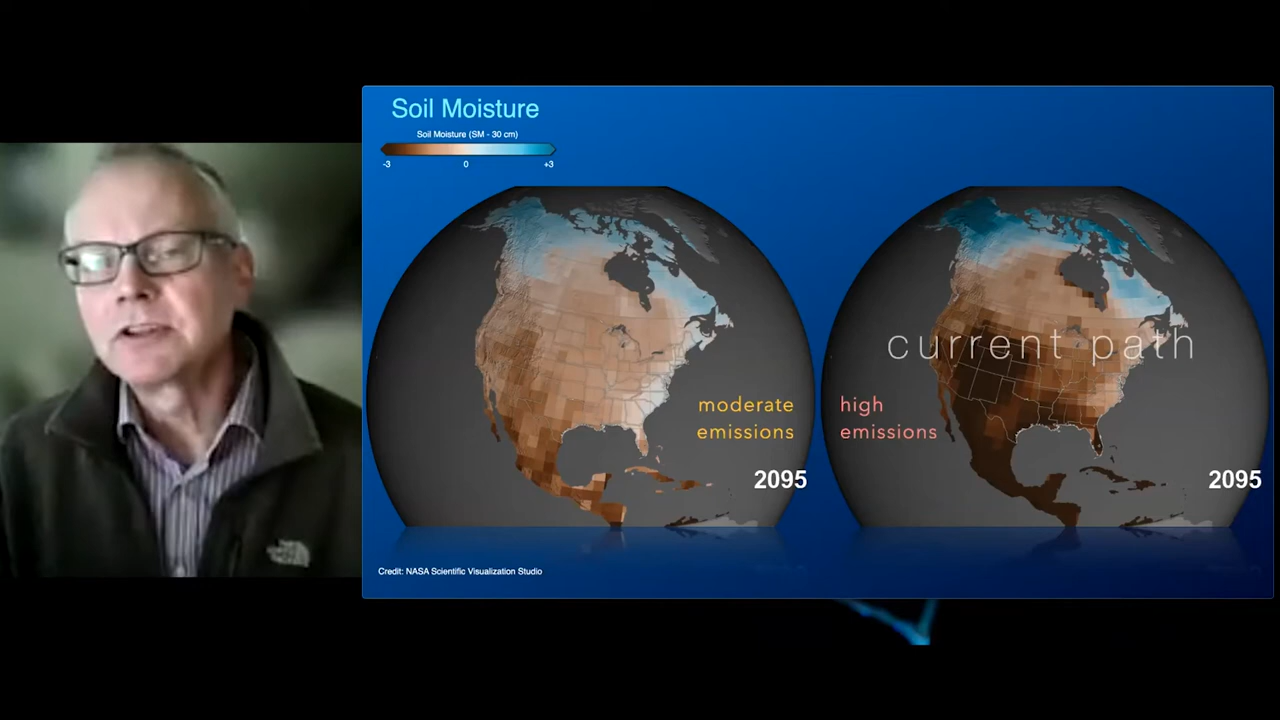 Soil Moisture
Soil Moisture (SM - 30 cm)
-3 0 +3
current path
moderate
emissions
high
emissions
2095
2095
Credit: NASA Scientific Visualization Studio